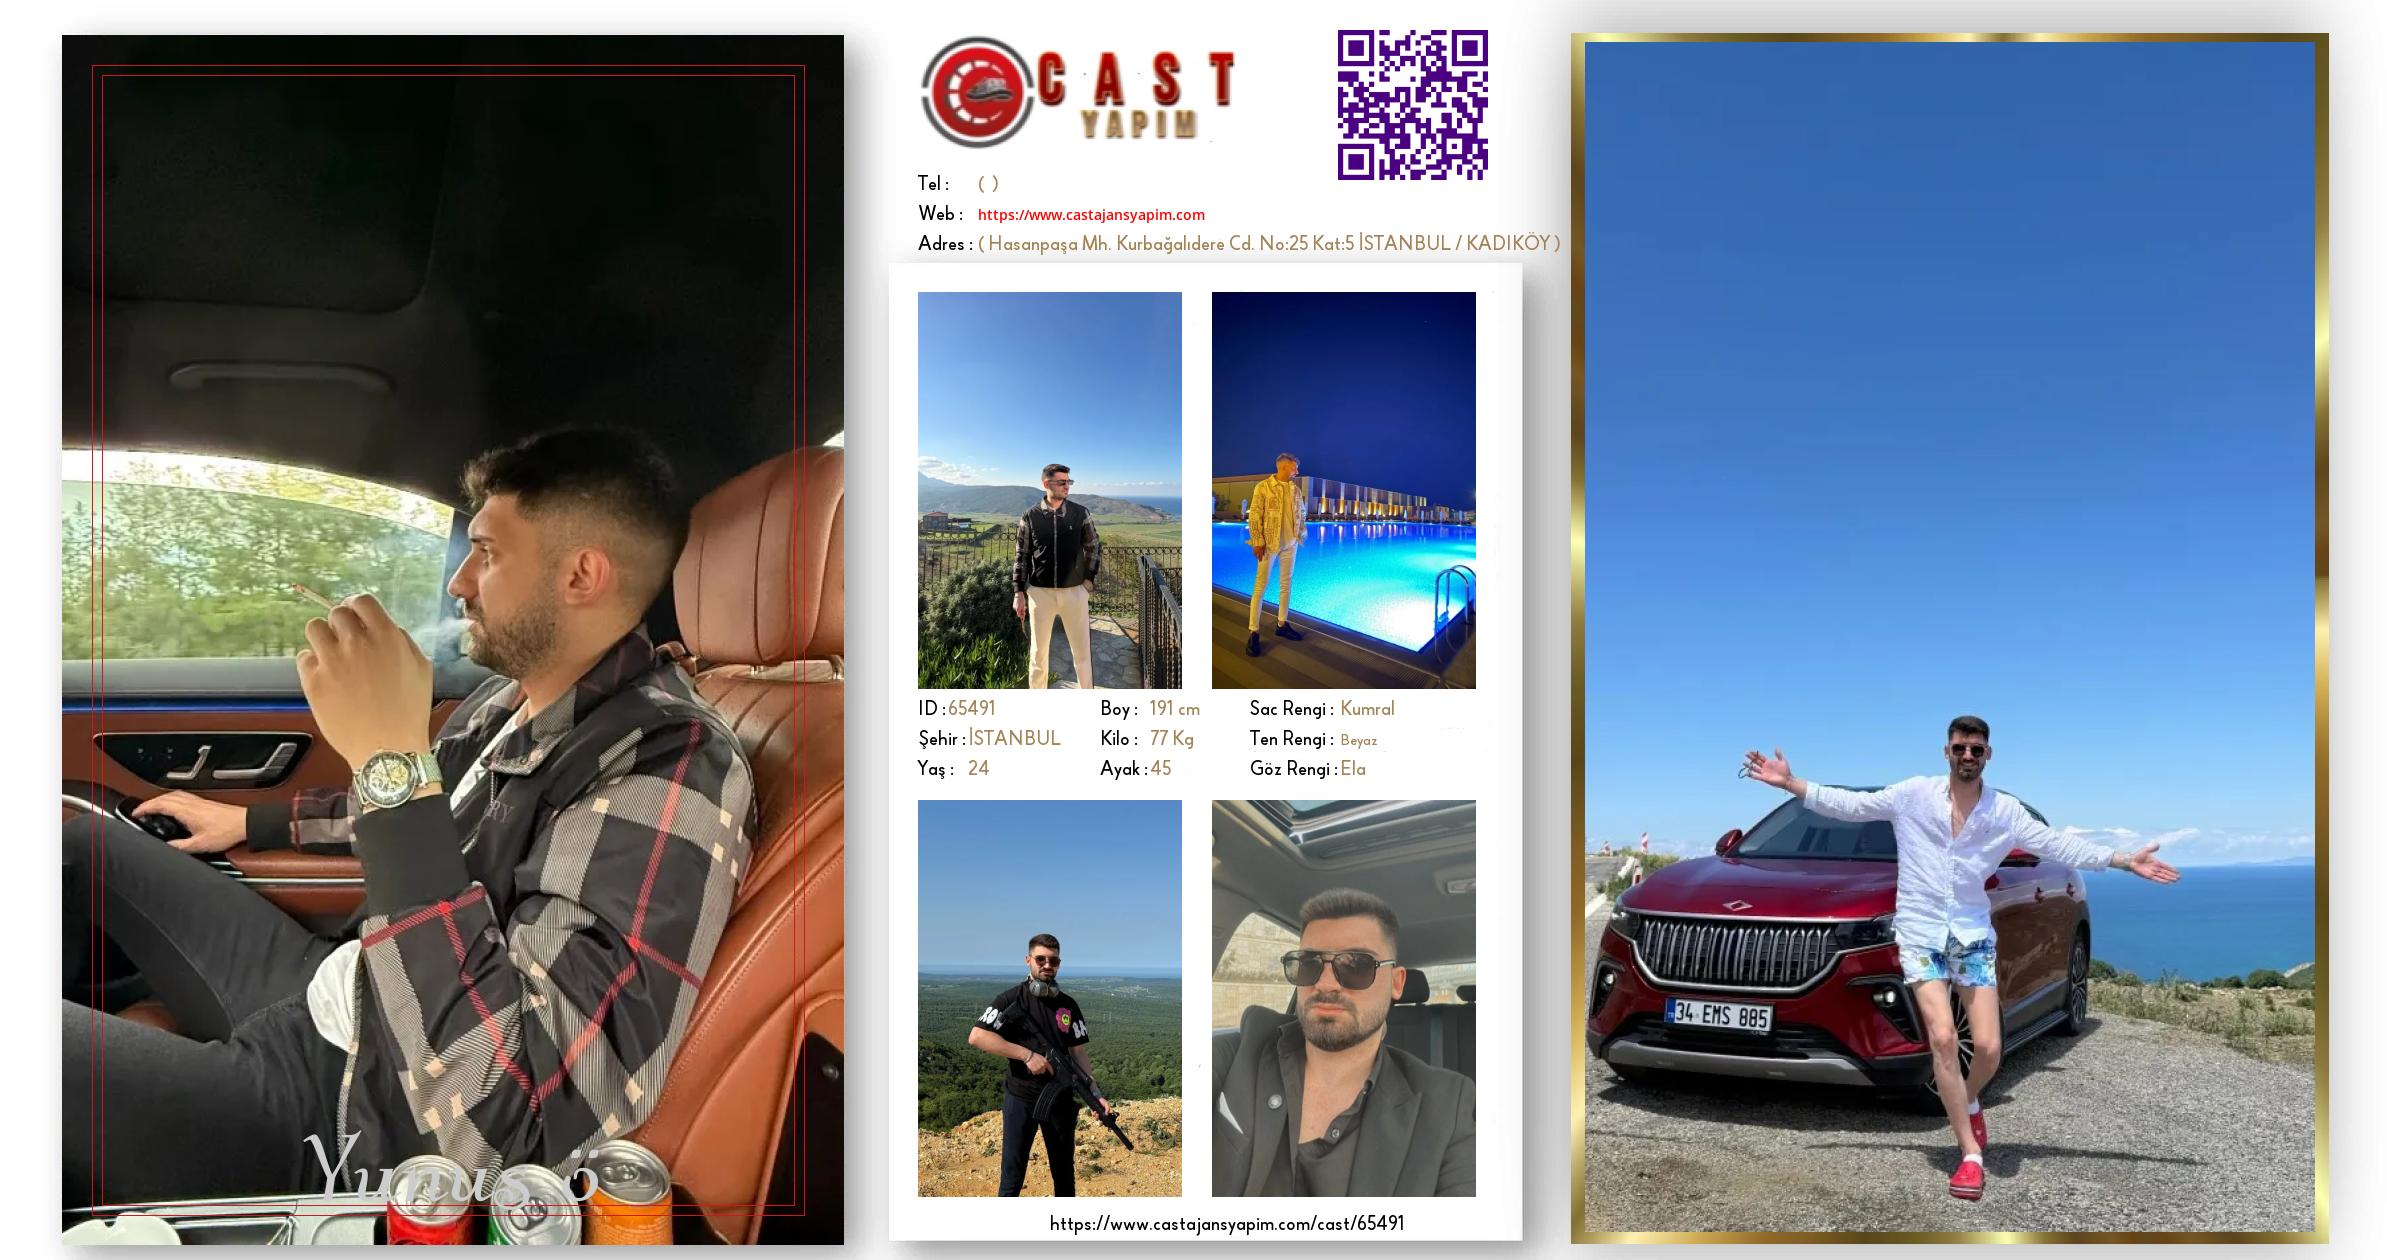 Yunus ö
CAST
YAPIM
Tel : ( )
Web : https://www.castajansyapim.com
Adres : ( Hasanpaşa Mh. Kurbağalıdere Cd. No:25 Kat:5 İSTANBUL / KADIKÖY )
ID : 65491 Boy : 191 cm Sac Rengi : Kumral
Şehir : İSTANBUL Kilo : 77 Kg Ten Rengi : Beyaz
Yaş : 24 Ayak : 45 Göz Rengi : Ela
https://www.castajansyapim.com/cast/65491
34 EMS 885